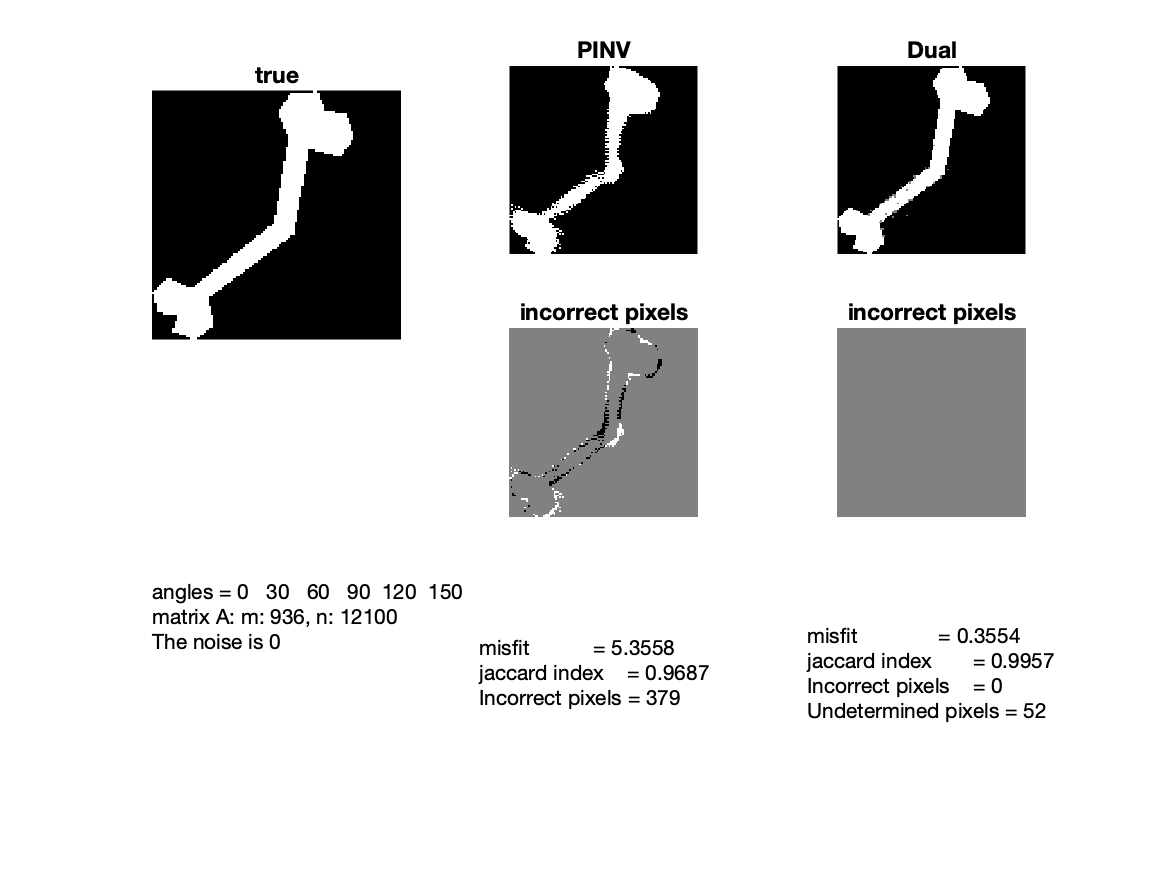 true
PINV
Dual
incorrect pixels
incorrect pixels
angles = 0 30 60 90 120 150
matrix A: m: 936, n: 12100
The noise is 0
misfit = 5.3558
jaccard index = 0.9687
Incorrect pixels = 379
misfit = 0.3554
jaccard index = 0.9957
Incorrect pixels = 0
Undetermined pixels = 52